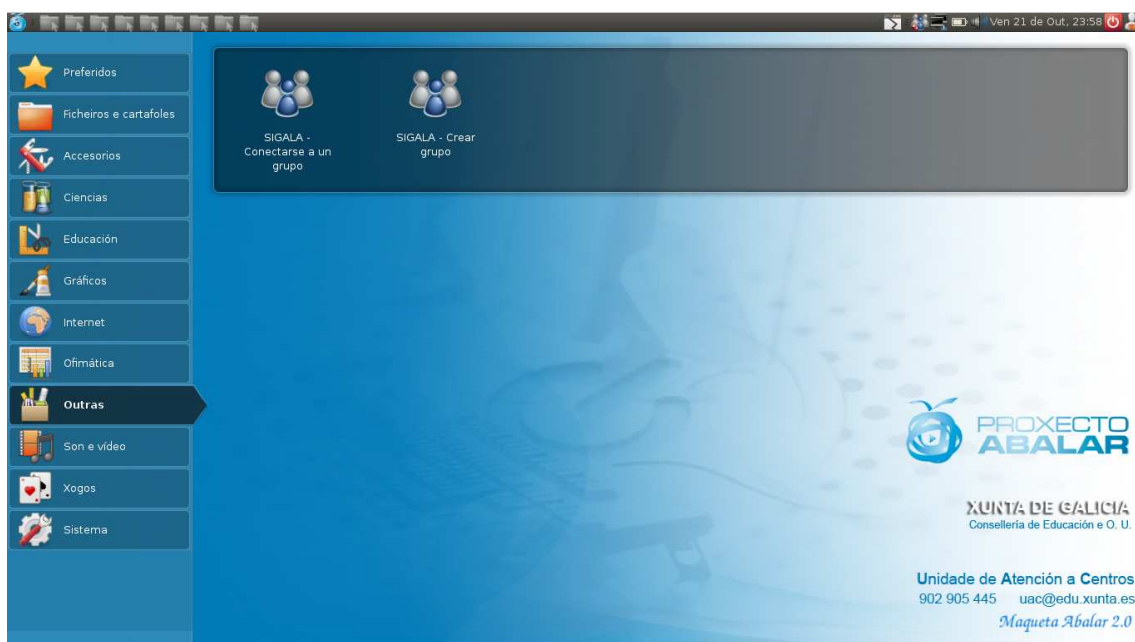 Ven 21 de Out, 23:58
Preferidos
Ficheiros e cartafoles
Accesorios
Ciencias
Educación
Gráficos
Internet
Ofimática
Outras
Son e vídeo
Xogos
Sistema
SIGALA -
Conectarse a un
grupo
SIGALA - Crear
grupo
PROXECTO
ABALAR
XUNTA DE GALICIA
Consellería de Educación e O. U.
Unidade de Atención a Centros
902 905 445 uac@edu.xunta.es
Maqueta Abalar 2.0